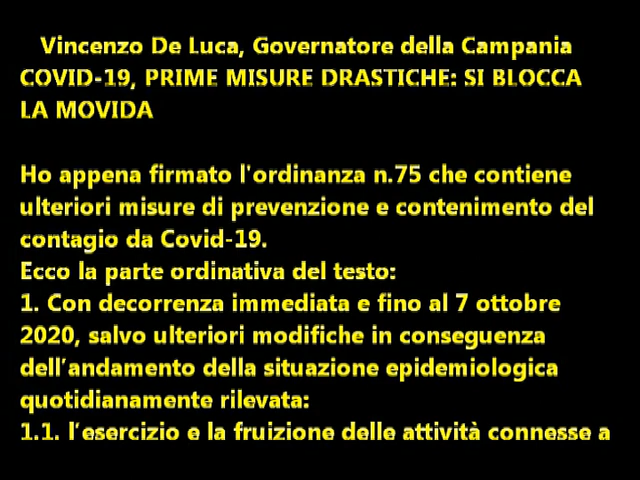 Vincenzo De Luca, Governatore della Campania
COVID-19, PRIME MISURE DRASTICHE: SI BLOCCA
LA MOVIDA
Ho appena firmato l'ordinanza n.75 che contiene
ulteriori misure di prevenzione e contenimento del
contagio da Covid-19.
Ecco la parte ordinativa del testo:
1. Con decorrenza immediata e fino al 7 ottobre
2020, salvo ulteriori modifiche in conseguenza
dell’andamento della situazione epidemiologica
quotidianamente rilevata:
1.1. l’esercizio e la fruizione delle attività connesse a